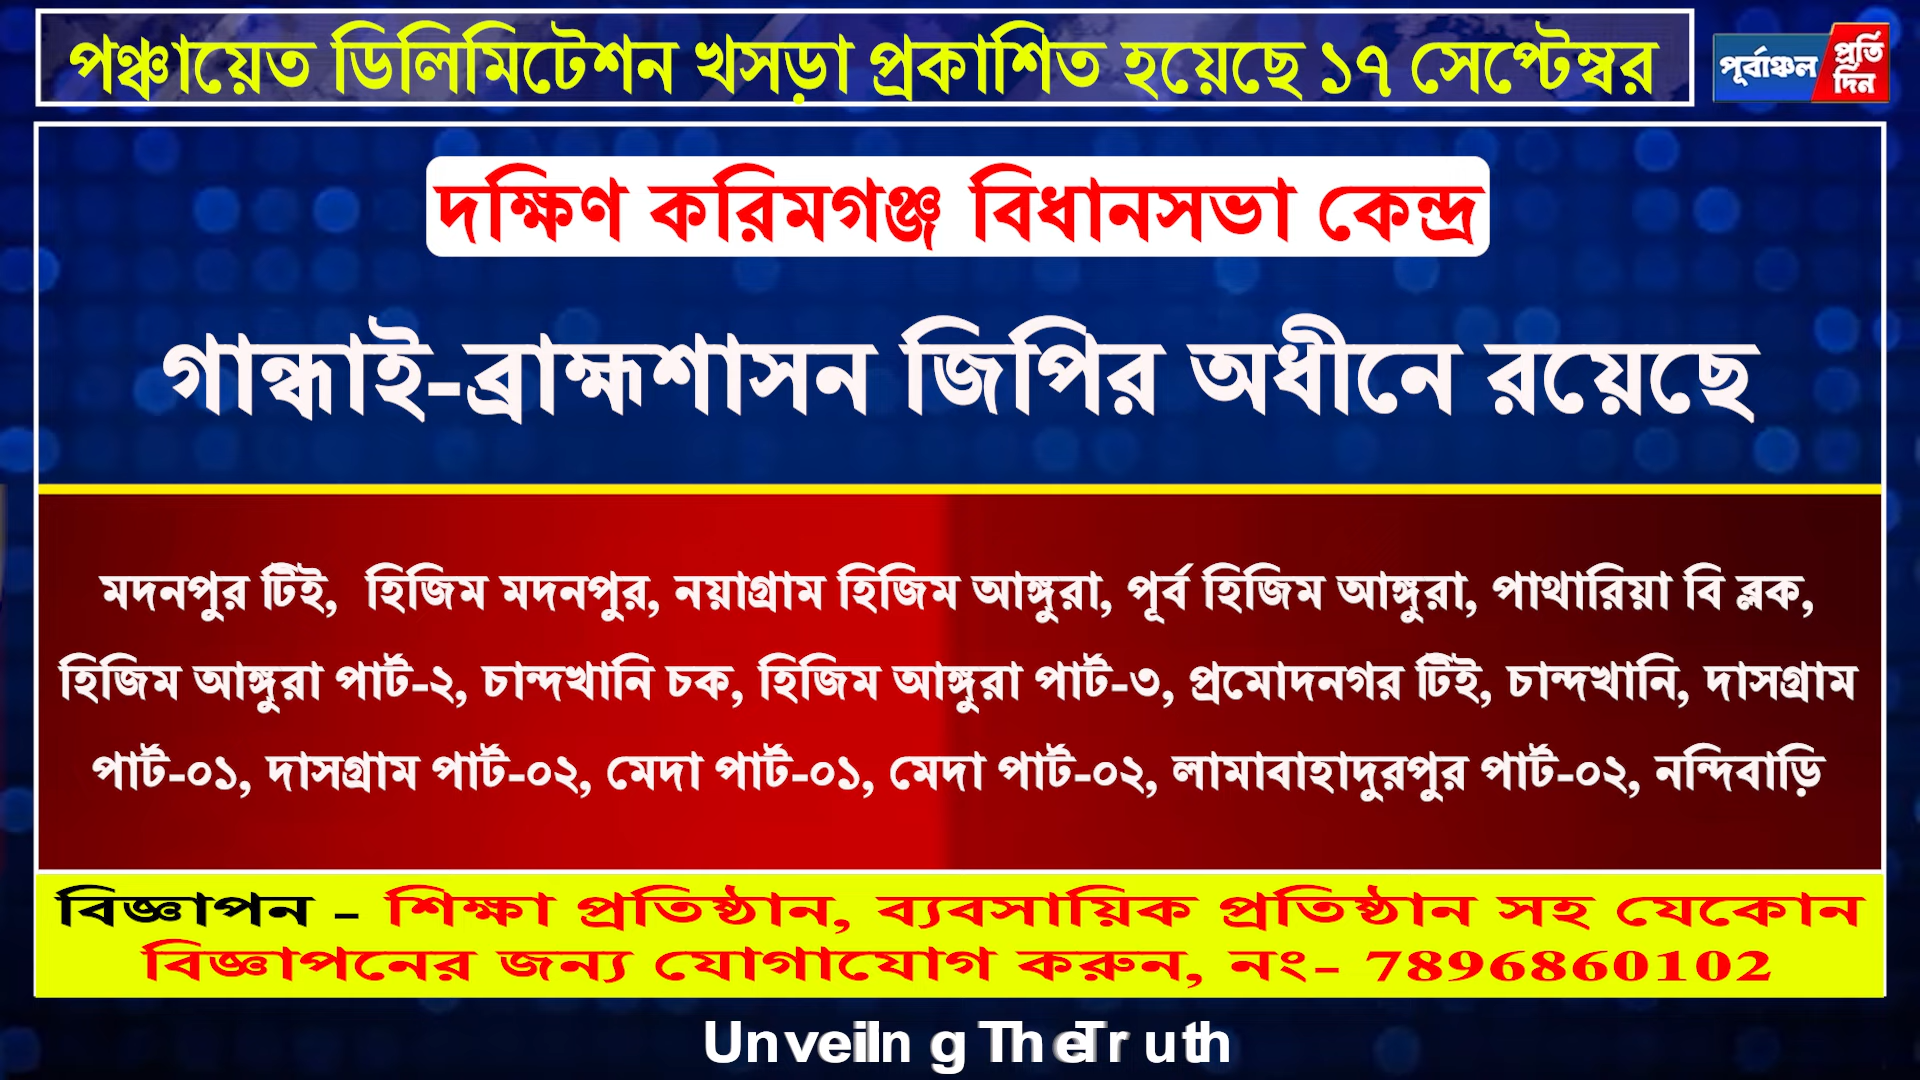 পঞ্চায়েত ডিলিমিটেশন খসড়া প্রকাশিত হয়েছে ১৭ সেপ্টেম্বর
পূর্বাঞ্চল প্রতিদিন
দক্ষিণ করিমগঞ্জ বিধানসভা কেন্দ্র
গান্ধাই-ব্রাহ্মশাসন জিপির অধীনে রয়েছে
মদনপুর টিই, হিজিম মদনপুর, নয়াগ্রাম হিজিম আঙ্গুরা, পূর্ব হিজিম আঙ্গুরা, পাথারিয়া বি ব্লক,
হিজিম আঙ্গুরা পার্ট-২, চান্দখানি চক, হিজিম আঙ্গুরা পার্ট-৩, প্রমোদনগর টিই, চান্দখানি, দাসগ্রাম
পার্ট-০১, দাসগ্রাম পার্ট-০২, মেদা পার্ট-০১, মেদা পার্ট-০২, লামাবাহাদুরপুর পার্ট-০২, নন্দিবাড়ি
বিজ্ঞাপন - শিক্ষা প্রতিষ্ঠান, ব্যবসায়িক প্রতিষ্ঠান সহ যেকোন
বিজ্ঞাপনের জন্য যোগাযোগ করুন, নং- 7896860102
Unveiling The Truth